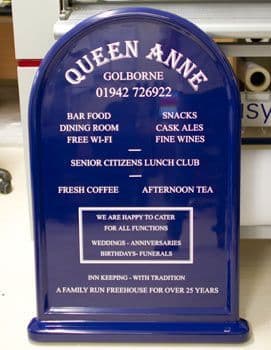 QUEEN ANNE
GOLBORNE
01942 726922
BAR FOOD SNACKS
DINING ROOM CASK ALES
FREE WI-FI FINE WINES
SENIOR CITIZENS LUNCH CLUB
FRESH COFFEE AFTERNOON TEA
WE ARE HAPPY TO CATER
FOR ALL FUNCTIONS
WEDDINGS - ANNIVERSARIES
BIRTHDAYS- FUNERALS
INN KEEPING - WITH TRADITION
A FAMILY RUN FREEHOUSE FOR OVER 25 YEARS